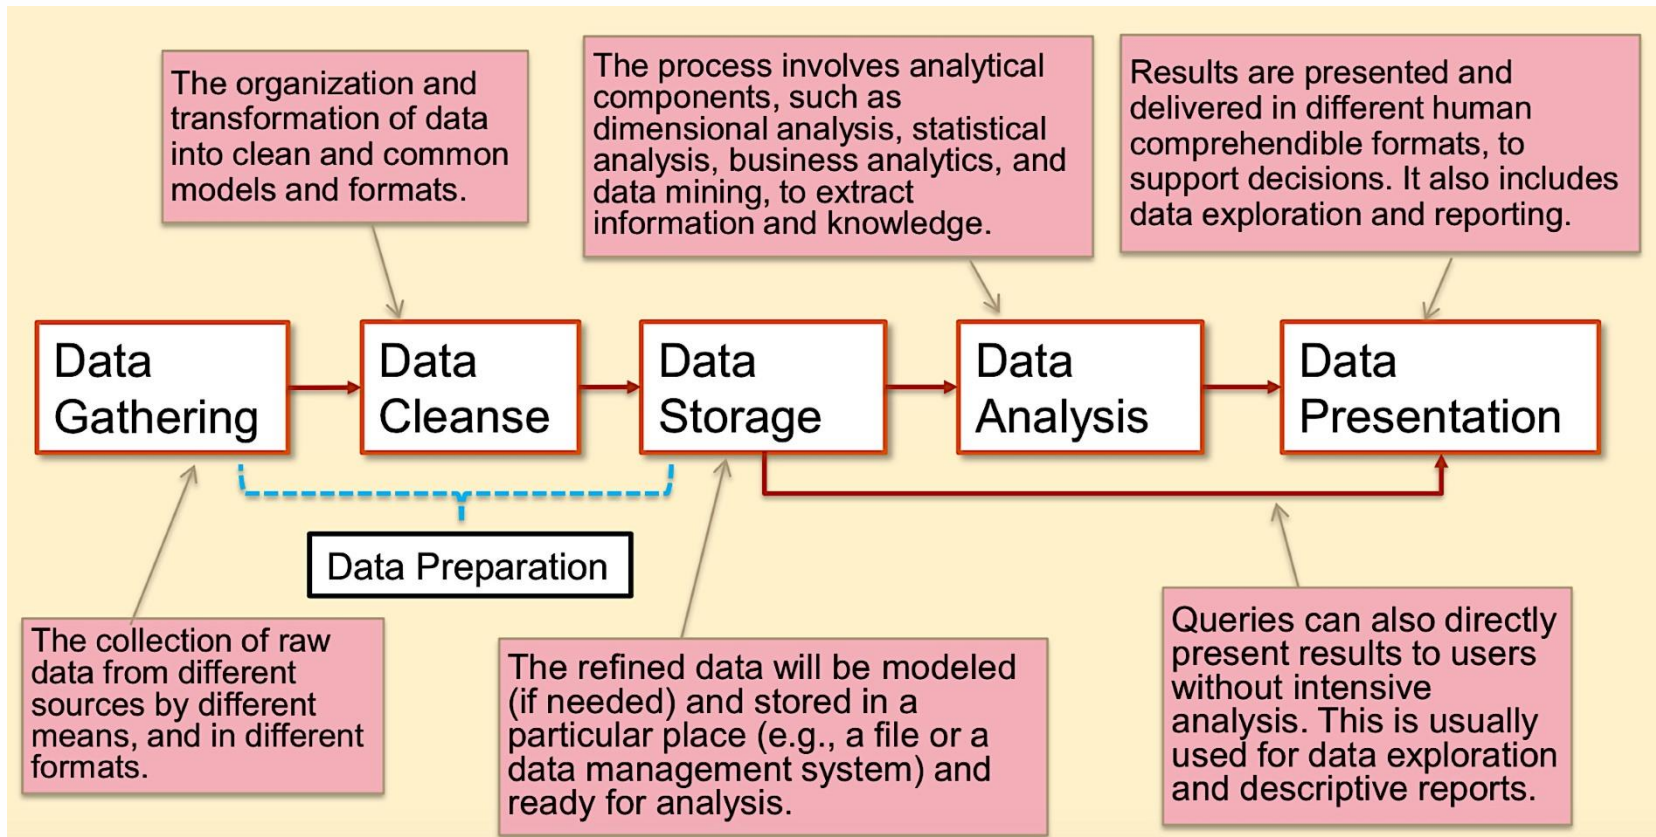 The organization and
transformation of data
into clean and common
models and formats.
The process involves analytical
components, such as
dimensional analysis, statistical
analysis, business analytics, and
data mining, to extract
information and knowledge.
Results are presented and
delivered in different human
comprehendible formats, to
support decisions. It also includes
data exploration and reporting.
Data
Gathering
Data
Cleanse
Data
Storage
Data
Analysis
Data
Presentation
Data Preparation
The collection of raw
data from different
sources by different
means, and in different
formats.
The refined data will be modeled
(if needed) and stored in a
particular place (e.g., a file or a
data management system) and
ready for analysis.
Queries can also directly
present results to users
without intensive
analysis. This is usually
used for data exploration
and descriptive reports.